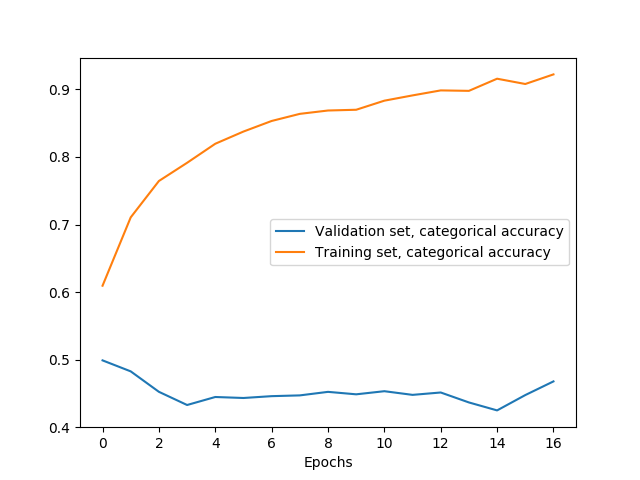 0.9
0.8
0.7
0.6
0.5
0.4
Validation set, categorical accuracy
Training set, categorical accuracy
0 2 4 6 8 10 12 14 16
Epochs